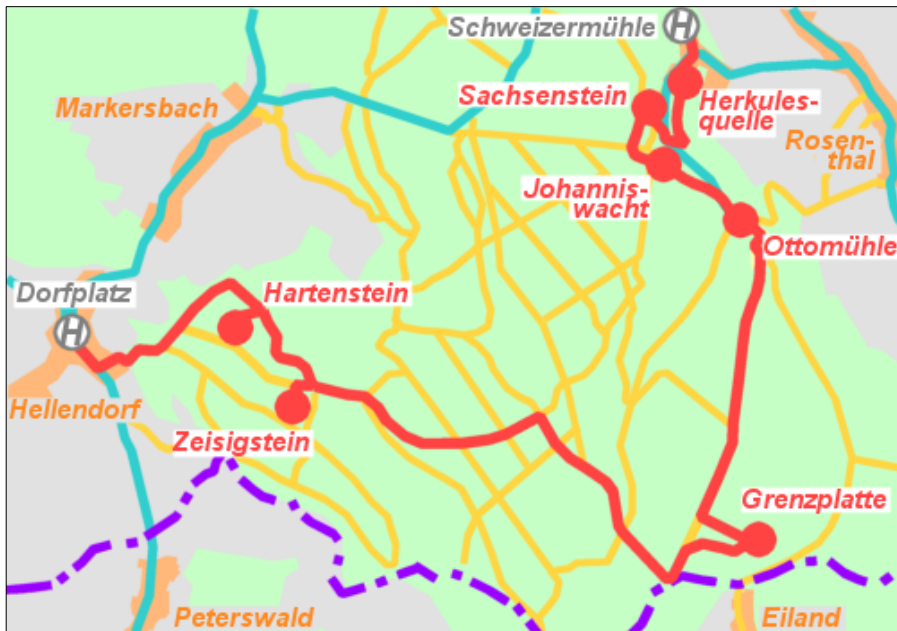 Schweizermühle
H
Markersbach
Sachsenstein
Herkules-
quelle
Rosen-
thal
Johannis-
wacht
Ottomühle
Dorfplatz
H
Hartenstein
Hellendorf
Zeisigstein
Grenzplatte
Peterswald
Eiland